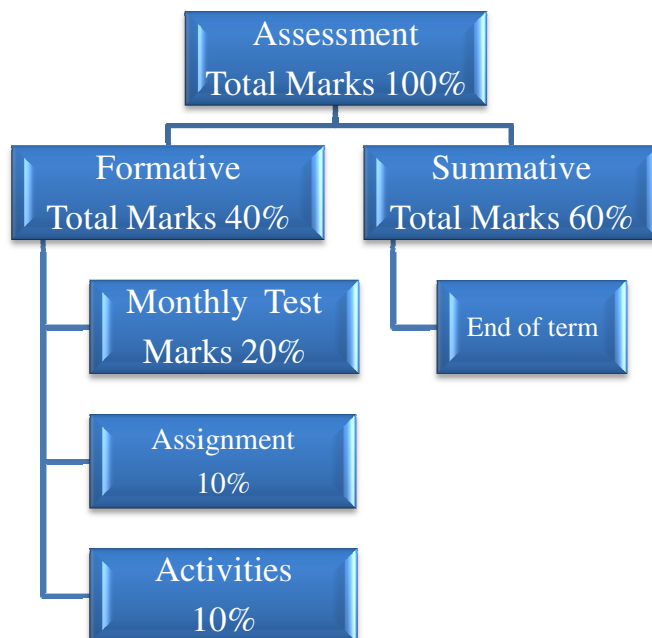 Assessment
Total Marks 100%
Formative
Total Marks 40%
Summative
Total Marks 60%
Monthly Test
Marks 20%
End of term
Assignment
10%
Activities
10%